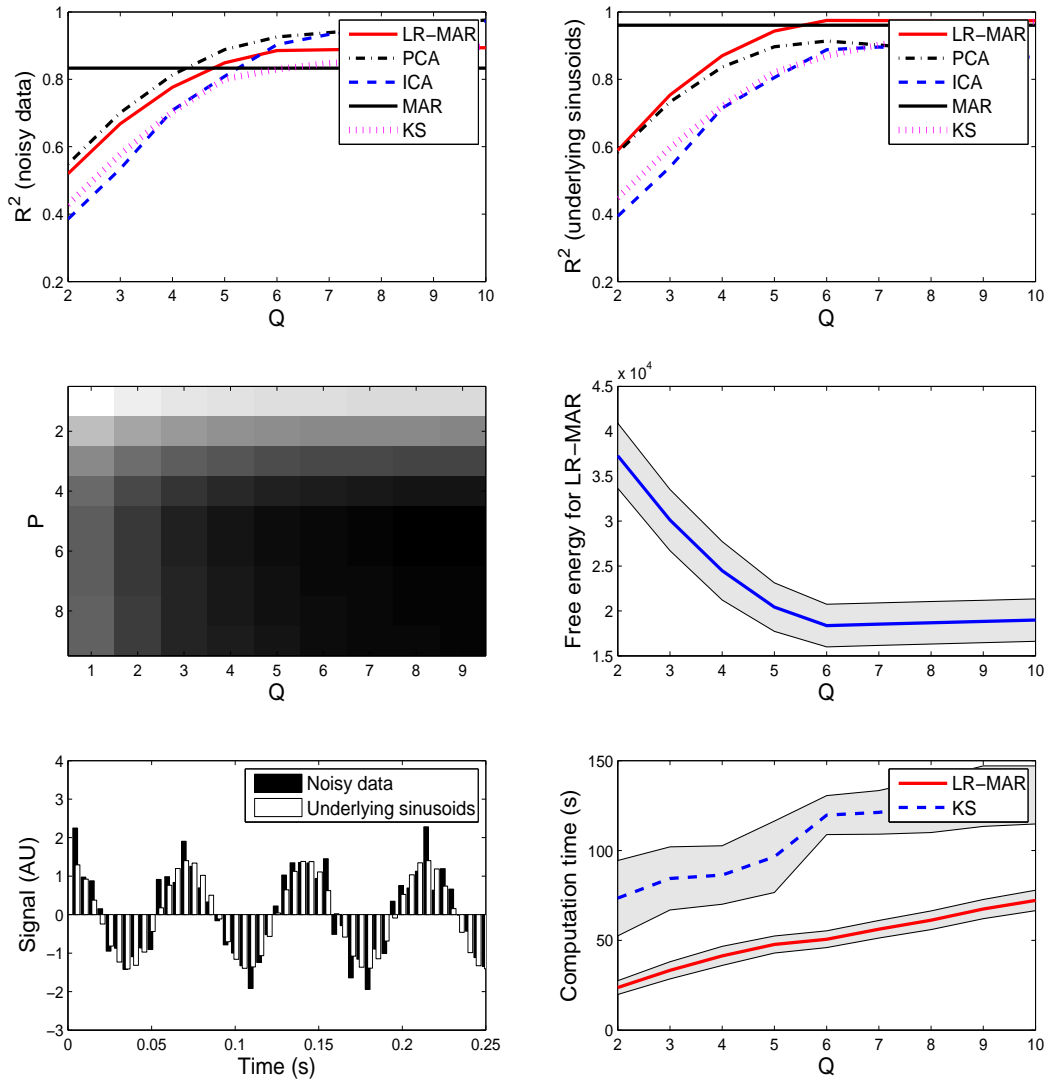 R² (noisy data)
1
0.8
0.6
0.4
0.2
2 3 4 5 6 7 8 9 10
Q
LR−MAR
PCA
ICA
MAR
KS
R² (underlying sinusoids)
1
0.8
0.6
0.4
0.2
2 3 4 5 6 7 8 9 10
Q
LR−MAR
PCA
ICA
MAR
KS
P
2
4
6
8
1 2 3 4 5 6 7 8 9
Q
Free energy for LR−MAR
x 10⁴
4.5
4
3.5
3
2.5
2
1.5
2 3 4 5 6 7 8 9 10
Q
Signal (AU)
4
3
2
1
0
−1
−2
−3
0 0.05 0.1 0.15 0.2 0.25
Time (s)
Noisy data
Underlying sinusoids
Computation time (s)
150
100
50
0
2 3 4 5 6 7 8 9 10
Q
LR−MAR
KS